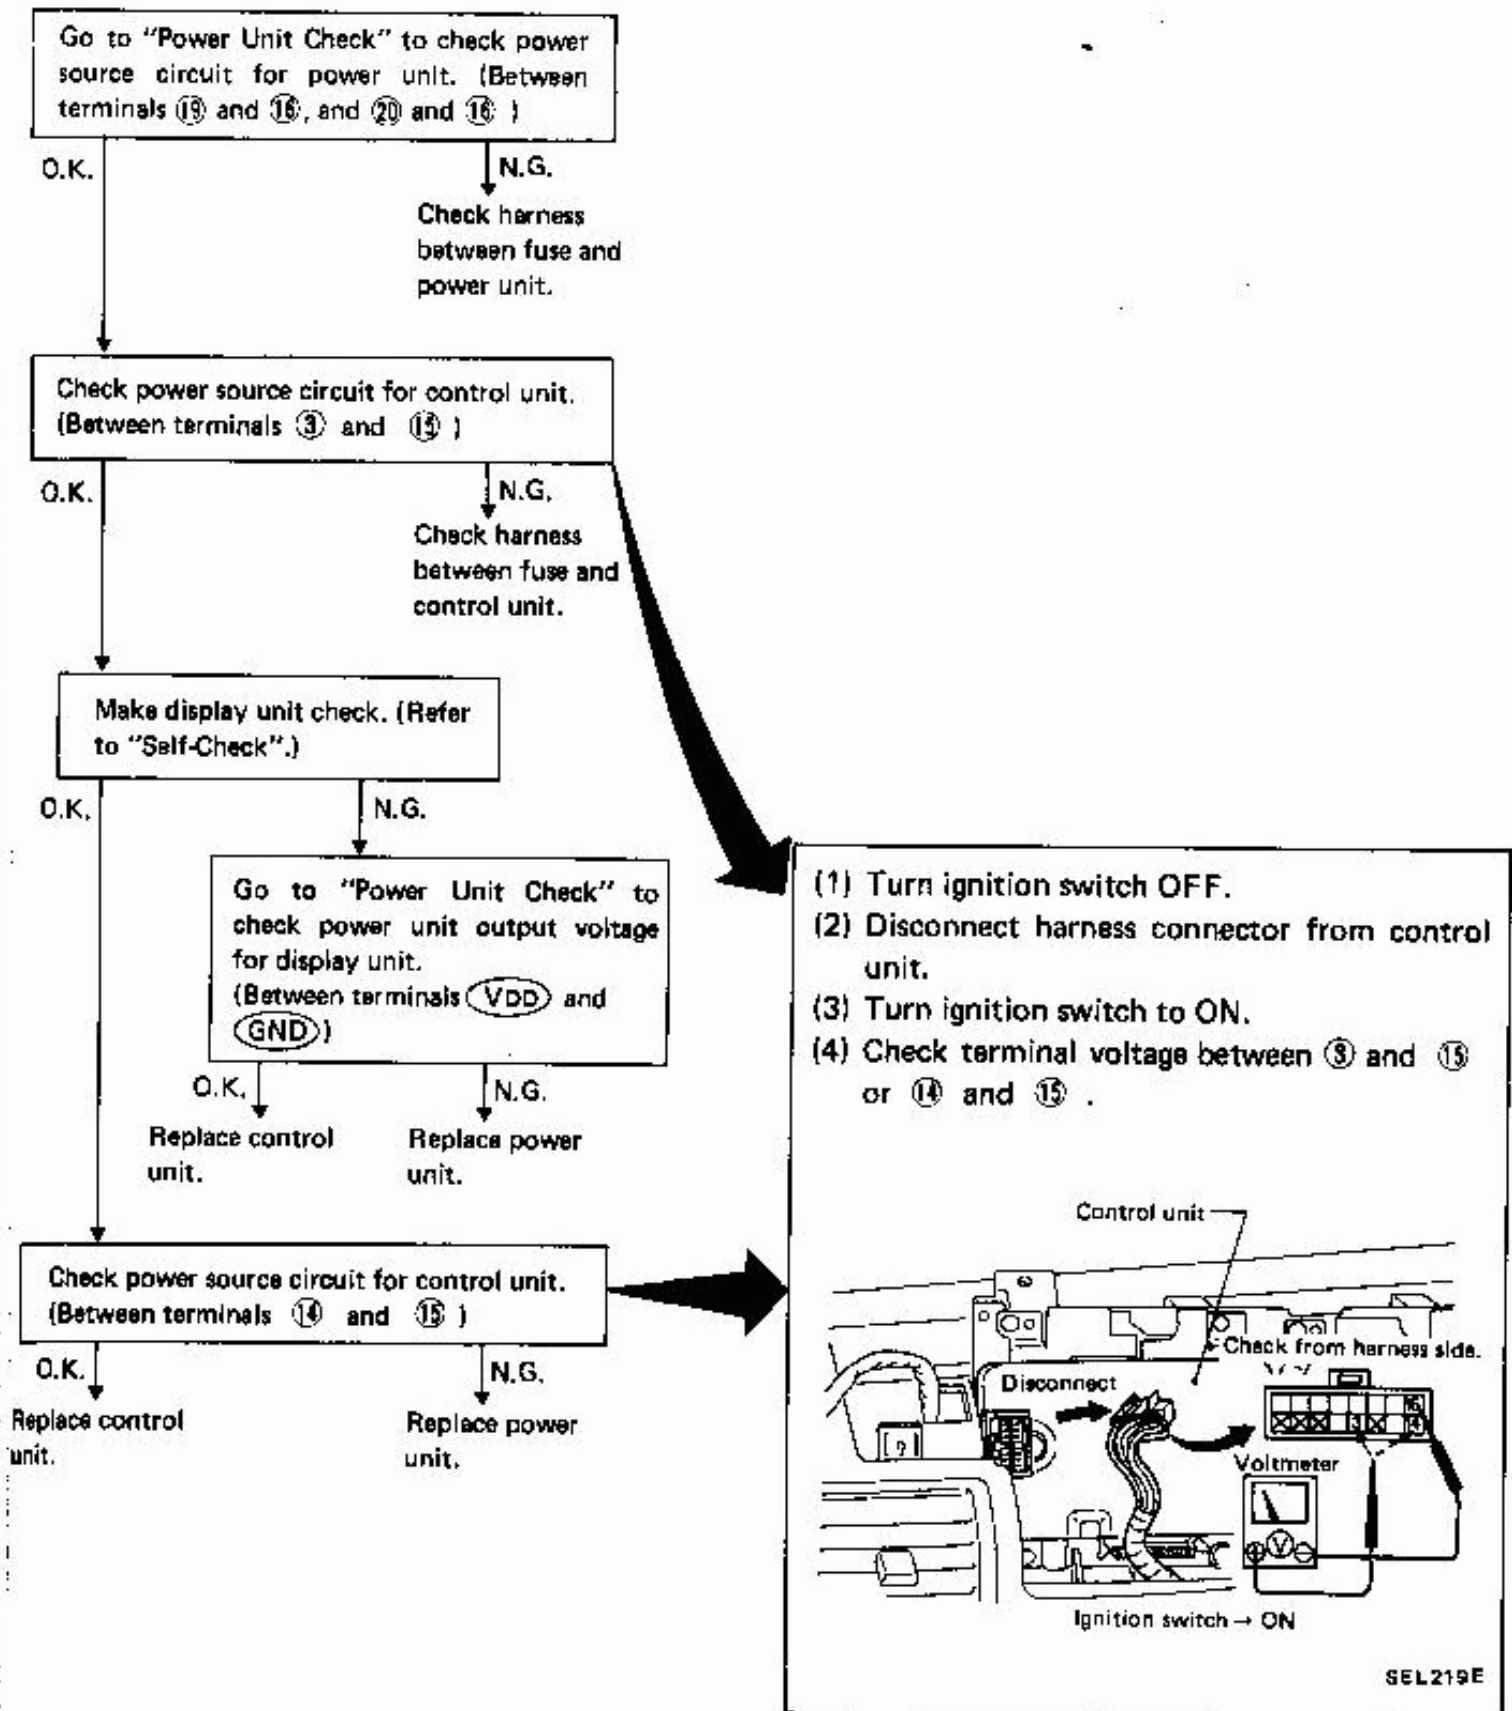 Go to "Power Unit Check" to check power
source circuit for power unit. (Between
terminals ⑲ and ⑯, and ⑳ and ⑯ )
O.K.
N.G.
Check harness
between fuse and
power unit.
Check power source circuit for control unit.
(Between terminals ③ and ⑮ )
O.K.
N.G.
Check harness
between fuse and
control unit.
Make display unit check. (Refer
to "Self-Check".)
O.K.
N.G.
Go to "Power Unit Check" to
check power unit output voltage
for display unit.
(Between terminals VDD and
GND)
O.K.
N.G.
Replace control
unit.
Replace power
unit.
Check power source circuit for control unit.
(Between terminals ⑭ and ⑮ )
O.K.
N.G.
Replace control
unit.
Replace power
unit.
(1) Turn ignition switch OFF.
(2) Disconnect harness connector from control
unit.
(3) Turn ignition switch to ON.
(4) Check terminal voltage between ③ and ⑮
or ⑭ and ⑮ .
Control unit
Check from harness side.
Disconnect
15
3
14
Voltmeter
V
Ignition switch → ON
SEL219E